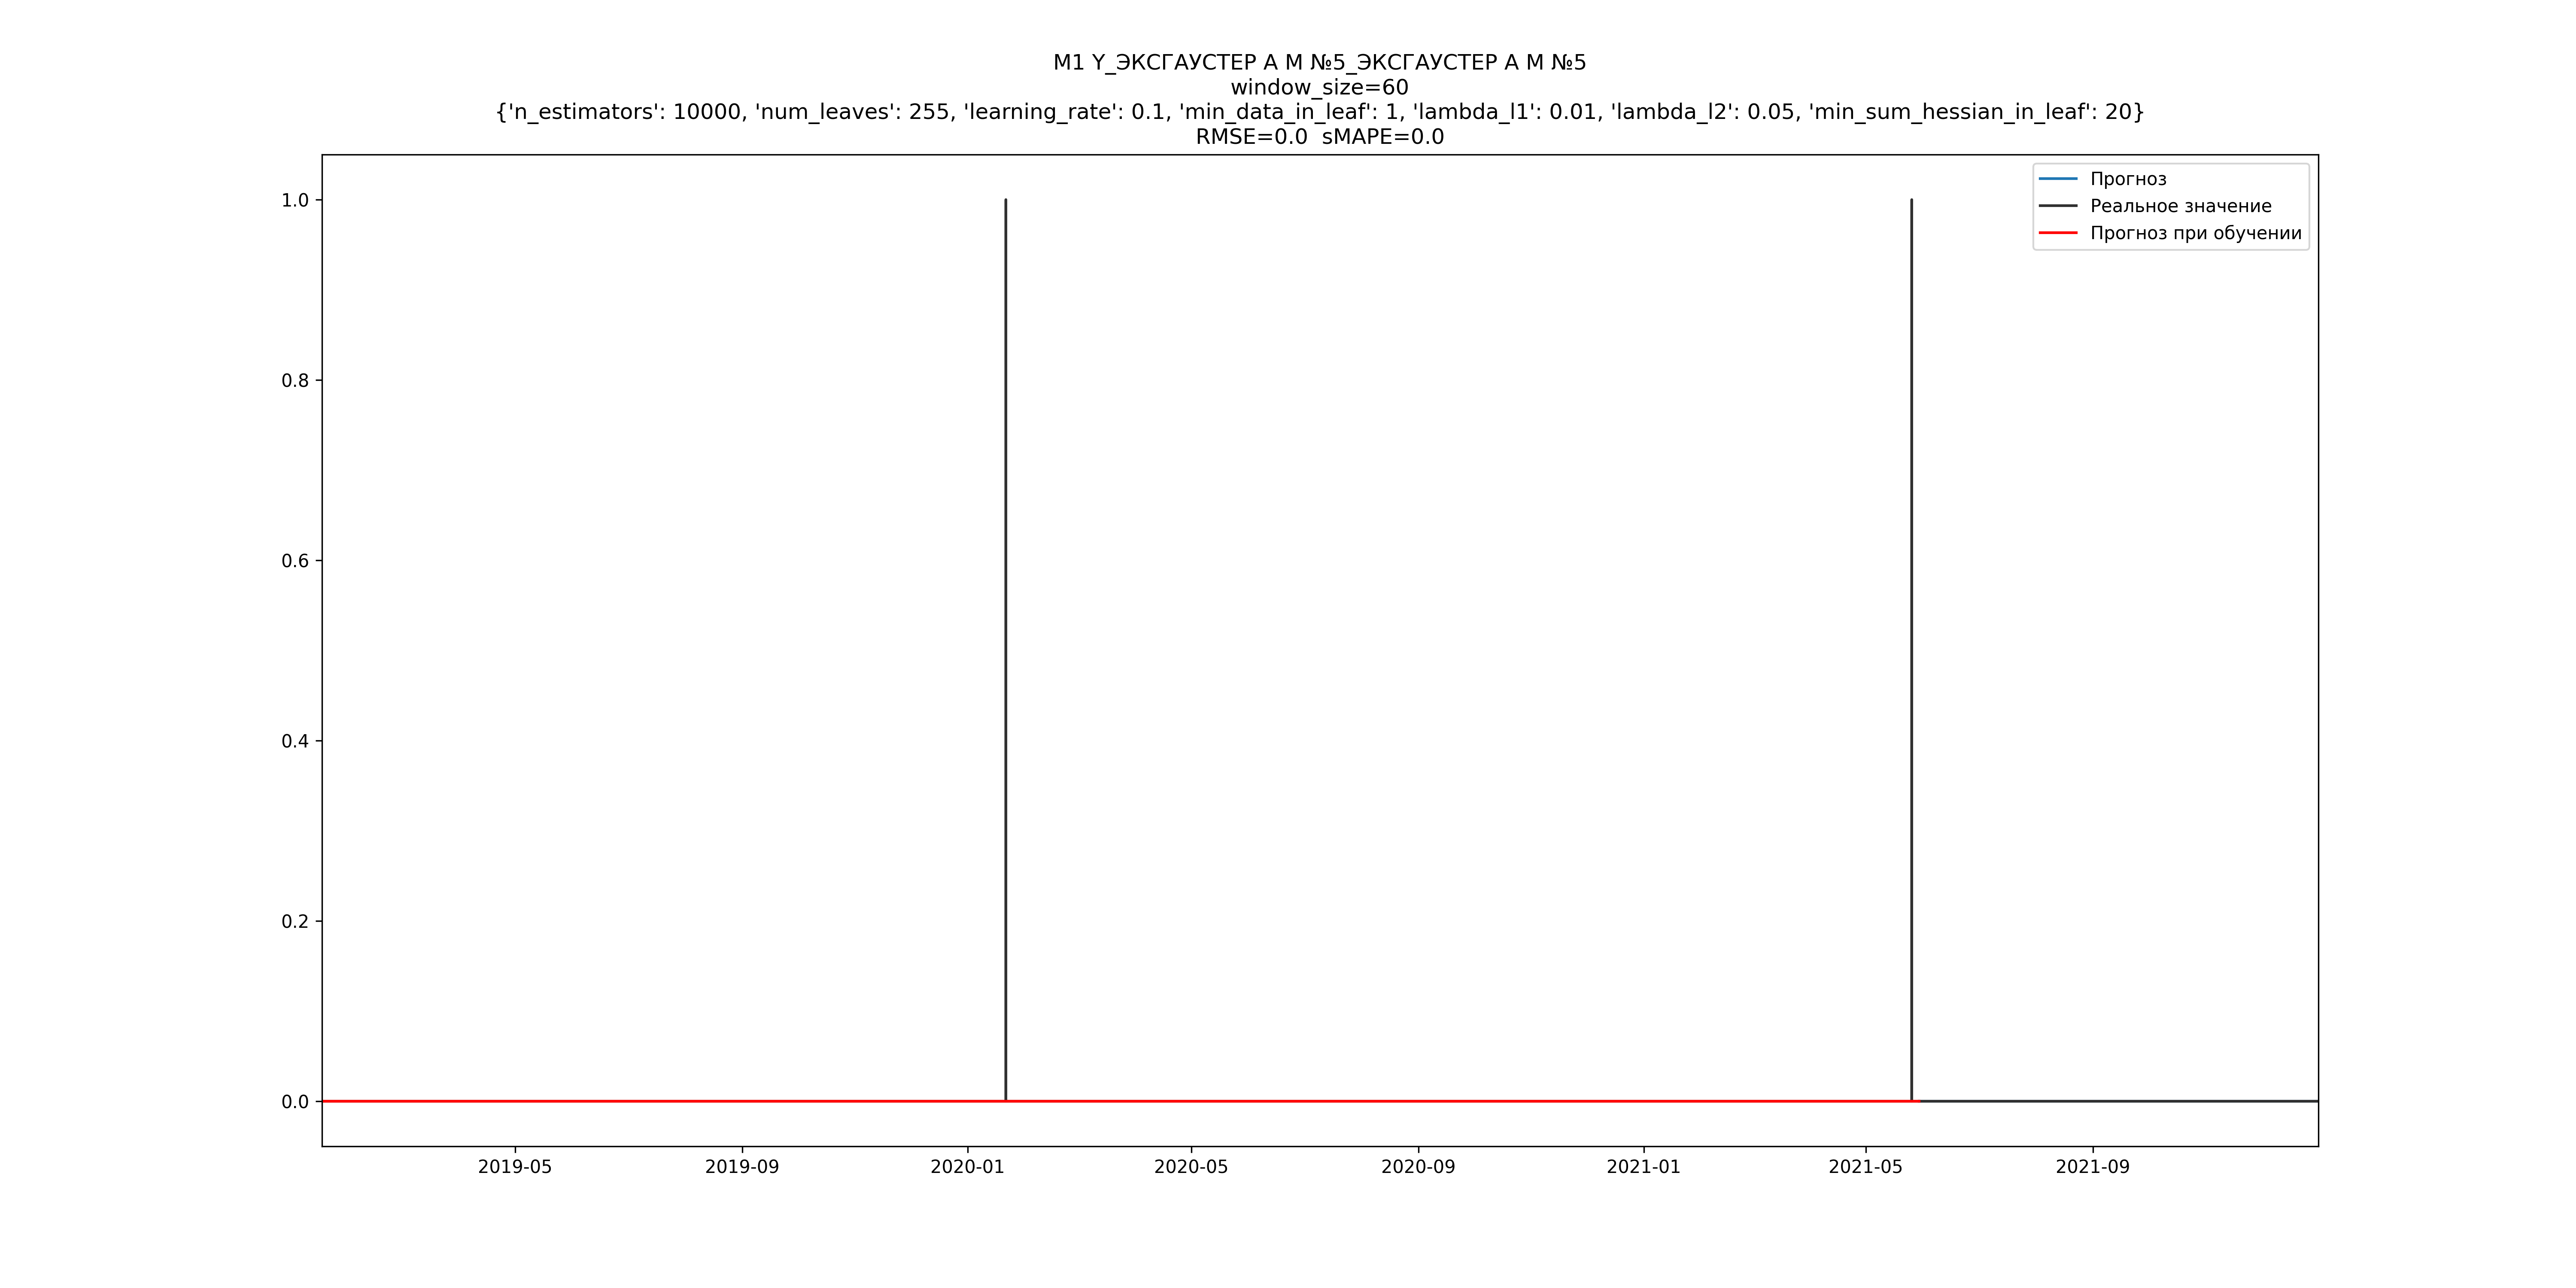 M1 Y_ЭКСГАУСТЕР А М №5_ЭКСГАУСТЕР А М №5
window_size=60
{'n_estimators': 10000, 'num_leaves': 255, 'learning_rate': 0.1, 'min_data_in_leaf': 1, 'lambda_l1': 0.01, 'lambda_l2': 0.05, 'min_sum_hessian_in_leaf': 20}
RMSE=0.0  sMAPE=0.0
Прогноз
Реальное значение
Прогноз при обучении
1.0
0.8
0.6
0.4
0.2
0.0
2019-05
2019-09
2020-01
2020-05
2020-09
2021-01
2021-05
2021-09